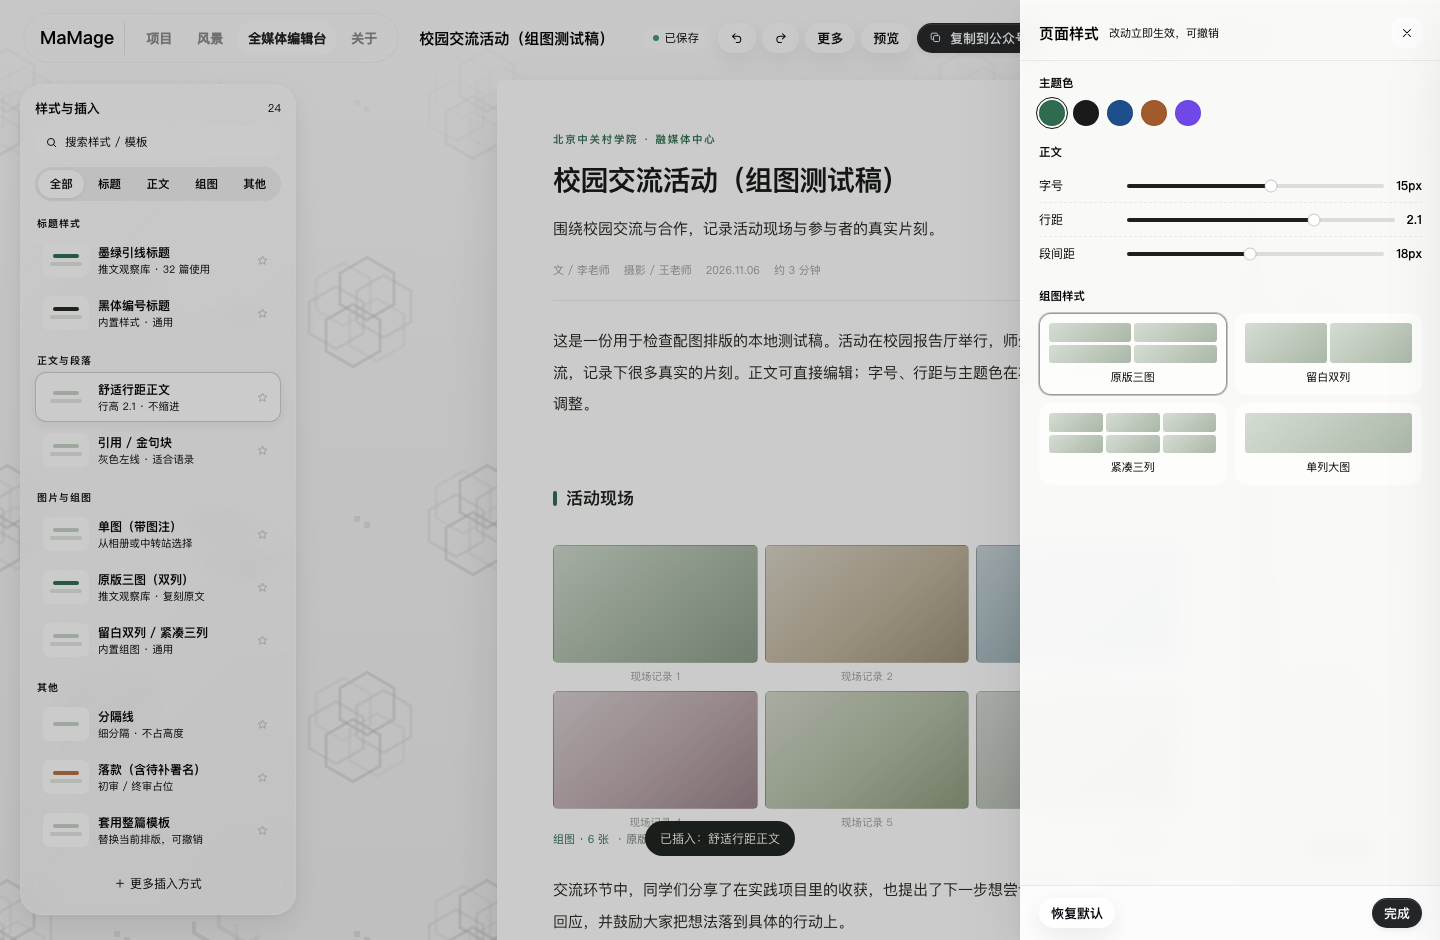 MaMage
项目
风景
全媒体编辑台
关于
校园交流活动（组图测试稿）
已保存
更多
预览
复制到公众号
样式与插入
24
搜索样式 / 模板
全部
标题
正文
组图
其他
标题样式
墨绿引线标题
推文观察库 · 32 篇使用
黑体编号标题
内置样式 · 通用
正文与段落
舒适行距正文
行高 2.1 · 不缩进
引用 / 金句块
灰色左线 · 适合语录
图片与组图
单图（带图注）
从相册或中转站选择
原版三图（双列）
推文观察库 · 复刻原文
留白双列 / 紧凑三列
内置组图 · 通用
其他
分隔线
细分隔 · 不占高度
落款（含待补署名）
初审 / 终审占位
套用整篇模板
替换当前排版，可撤销
+ 更多插入方式
北京中关村学院 · 融媒体中心
校园交流活动（组图测试稿）
围绕校园交流与合作，记录活动现场与参与者的真实片刻。
文 / 李老师 摄影 / 王老师 2026.11.06 约 3 分钟
这是一份用于检查配图排版的本地测试稿。活动在校园报告厅举行，师
流，记录下很多真实的片刻。正文可直接编辑；字号、行距与主题色在
调整。
活动现场
现场记录 1
现场记录 2
现场记录 4
现场记录 5
组图 · 6 张 · 原版
已插入：舒适行距正文
交流环节中，同学们分享了在实践项目里的收获，也提出了下一步想尝
回应，并鼓励大家把想法落到具体的行动上。
页面样式
改动立即生效，可撤销
主题色
正文
字号
15px
行距
2.1
段间距
18px
组图样式
原版三图
留白双列
紧凑三列
单列大图
恢复默认
完成